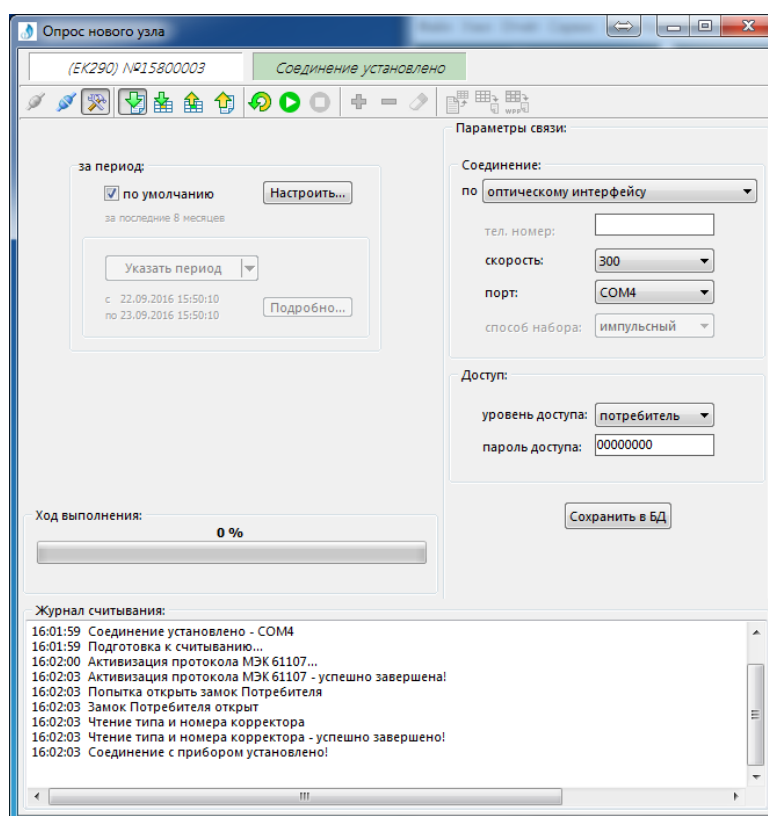 Опрос нового узла
(EK290) №15800003 Соединение установлено
WPP
Параметры связи:
за период:
по умолчанию Настроить...
за последние 8 месяцев
Указать период
с 22.09.2016 15:50:10
по 23.09.2016 15:50:10
Подробно...
Соединение:
по оптическому интерфейсу
тел. номер:
скорость: 300
порт: COM4
способ набора: импульсный
Доступ:
уровень доступа: потребитель
пароль доступа: 00000000
Сохранить в БД
Ход выполнения:
0 %
Журнал считывания:
16:01:59 Соединение установлено - COM4
16:01:59 Подготовка к считыванию...
16:02:00 Активизация протокола МЭК 61107...
16:02:03 Активизация протокола МЭК 61107 - успешно завершена!
16:02:03 Попытка открыть замок Потребителя
16:02:03 Замок Потребителя открыт
16:02:03 Чтение типа и номера корректора
16:02:03 Чтение типа и номера корректора - успешно завершено!
16:02:03 Соединение с прибором установлено!